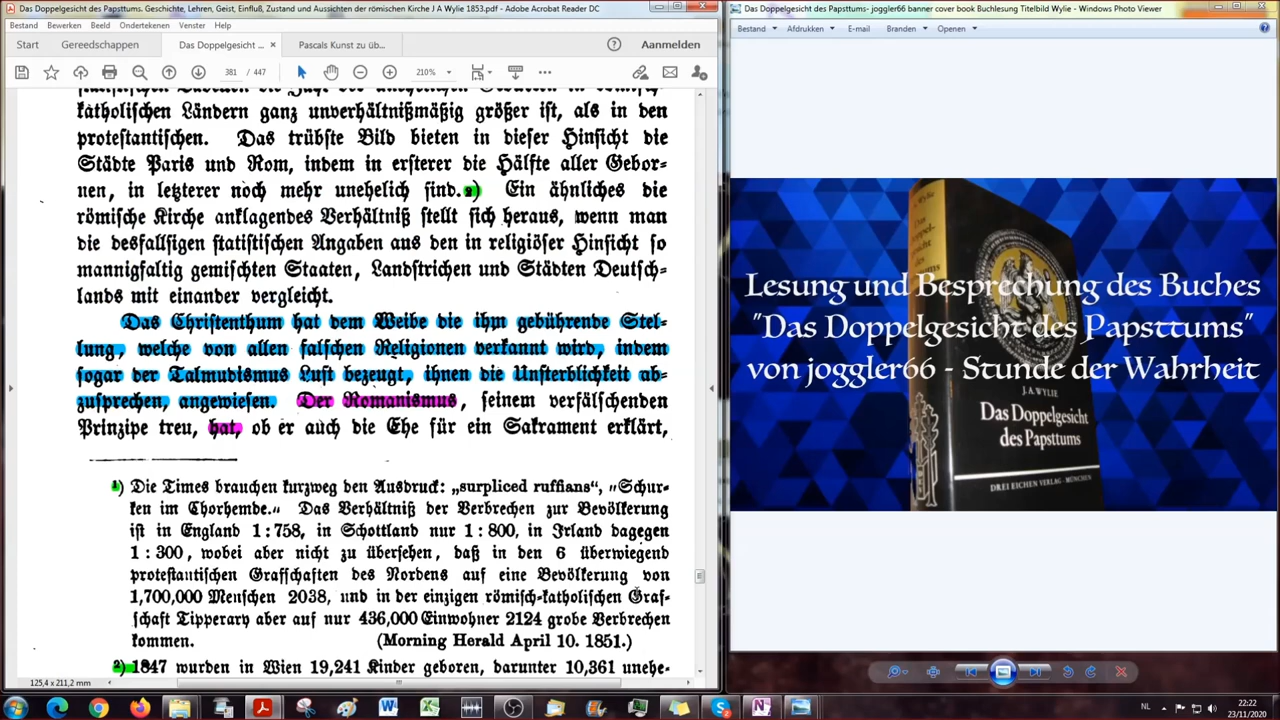 Das Doppelgesicht des Papsttums. Geschichte, Lehren, Geist, Einfluß, Zustand und Aussichten der römischen Kirche J A Wylie 1853.pdf - Adobe Acrobat Reader DC
Bestand Bewerken Beeld Ondertekenen Venster Help
Start Gereedschappen Das Doppelgesicht ... × Pascals Kunst zu üb... Anmelden
381 / 447 210%
katholischen Ländern ganz unverhältnißmäßig größer ist, als in den
protestantischen. Das trübste Bild bieten in dieser Hinsicht die
Städte Paris und Rom, indem in ersterer die Hälfte aller Gebor-
nen, in letzterer noch mehr unehelich sind.²) Ein ähnliches die
römische Kirche anklagendes Verhältniß stellt sich heraus, wenn man
die desfallsigen statistischen Angaben aus den in religiöser Hinsicht so
mannigfaltig gemischten Staaten, Landstrichen und Städten Deutsch-
lands mit einander vergleicht.
Das Christenthum hat dem Weibe die ihm gebührende Stel-
lung, welche von allen falschen Religionen verkannt wird, indem
sogar der Talmudismus Lust bezeugt, ihnen die Unsterblichkeit ab-
zusprechen, angewiesen. Der Romanismus, seinem verfälschenden
Prinzipe treu, hat, ob er auch die Ehe für ein Sakrament erklärt,
¹) Die Times brauchen kurzweg den Ausdruck: „surpliced ruffians“, „Schur-
ken im Chorhemde.“ Das Verhältniß der Verbrechen zur Bevölkerung
ist in England 1:758, in Schottland nur 1:800, in Irland dagegen
1:300, wobei aber nicht zu übersehen, daß in den 6 überwiegend
protestantischen Grafschaften des Nordens auf eine Bevölkerung von
1,700,000 Menschen 2038, und in der einzigen römisch-katholischen Graf-
schaft Tipperary aber auf nur 436,000 Einwohner 2124 grobe Verbrechen
kommen. (Morning Herald April 10. 1851.)
²) 1847 wurden in Wien 19,241 Kinder geboren, darunter 10,361 unehe-
125,4 x 211,2 mm
Das Doppelgesicht des Papsttums- joggler66 banner cover book Buchlesung Titelbild Wylie - Windows Photo Viewer
Bestand Afdrukken E-mail Branden Openen
Lesung und Besprechung des Buches
"Das Doppelgesicht des Papsttums"
von joggler66 - Stunde der Wahrheit
J.A.WYLIE
Das Doppelgesicht
des Papsttums
DREI EICHEN VERLAG · MÜNCHEN
NL 22:22
23/11/2020